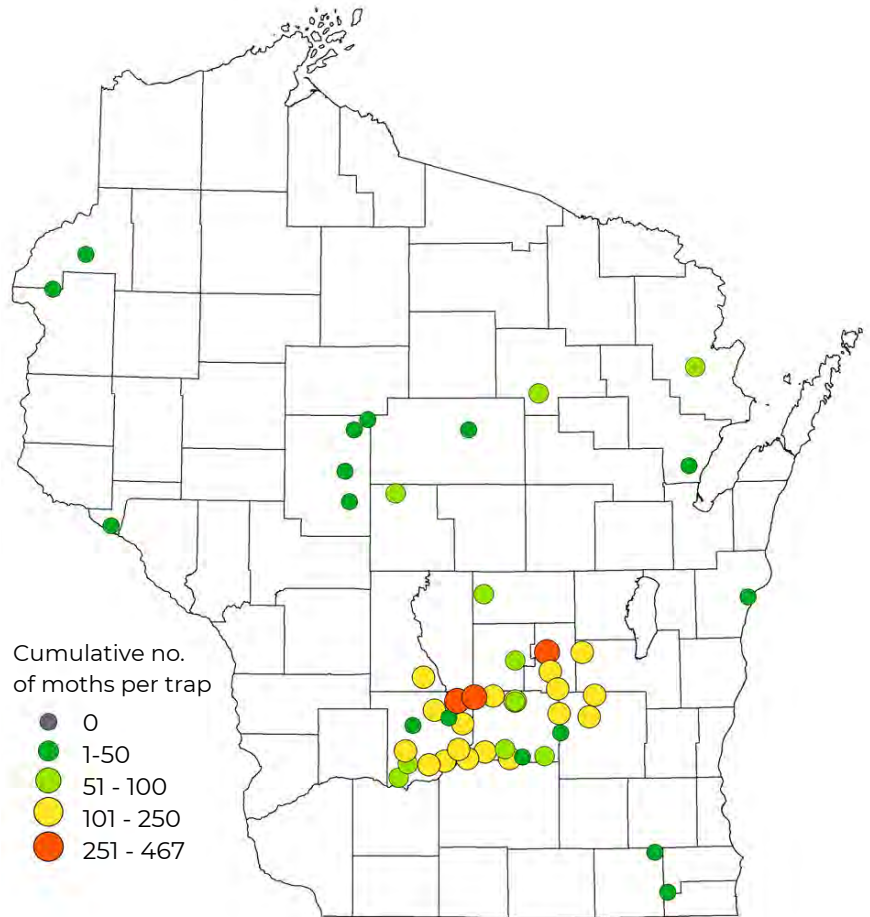 Cumulative no.
of moths per trap
0
1-50
51 - 100
101 - 250
251 - 467